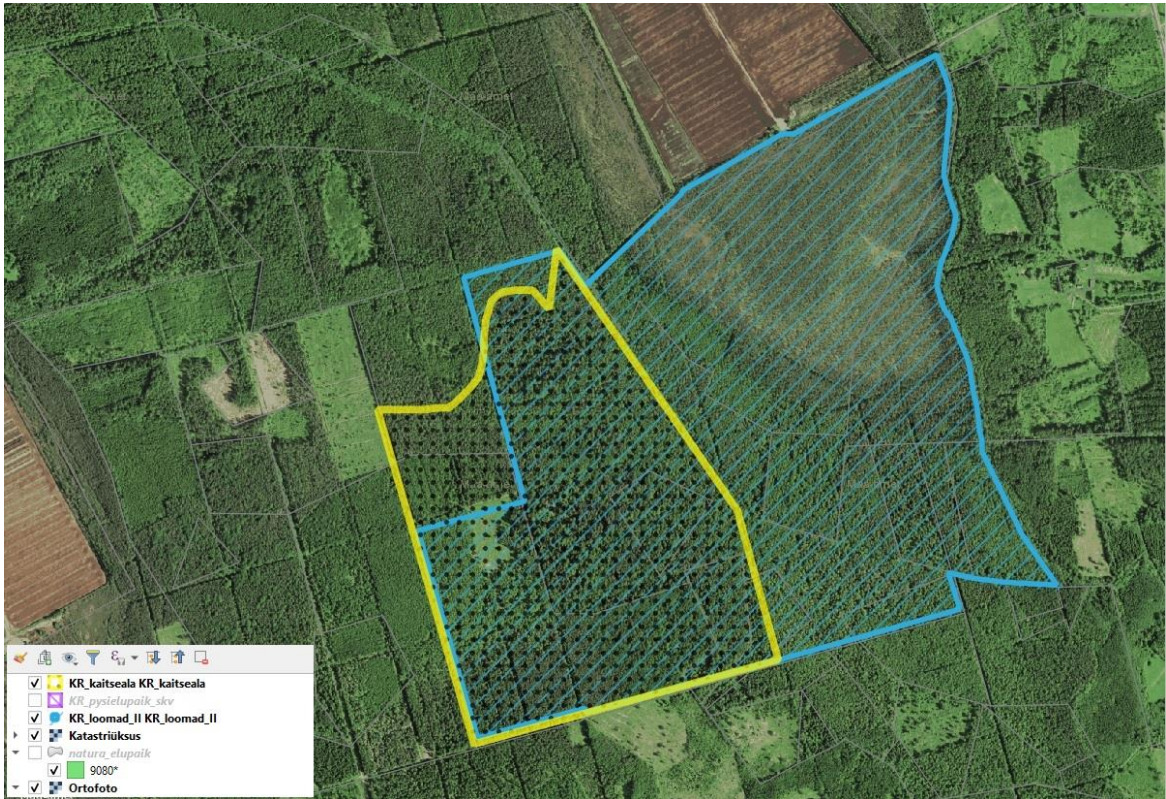 KR_kaitseala KR_kaitseala
KR_pysielupaik_skv
KR_loomad_II KR_loomad_II
Katastriüksus
natura_elupaik
9080*
Ortofoto